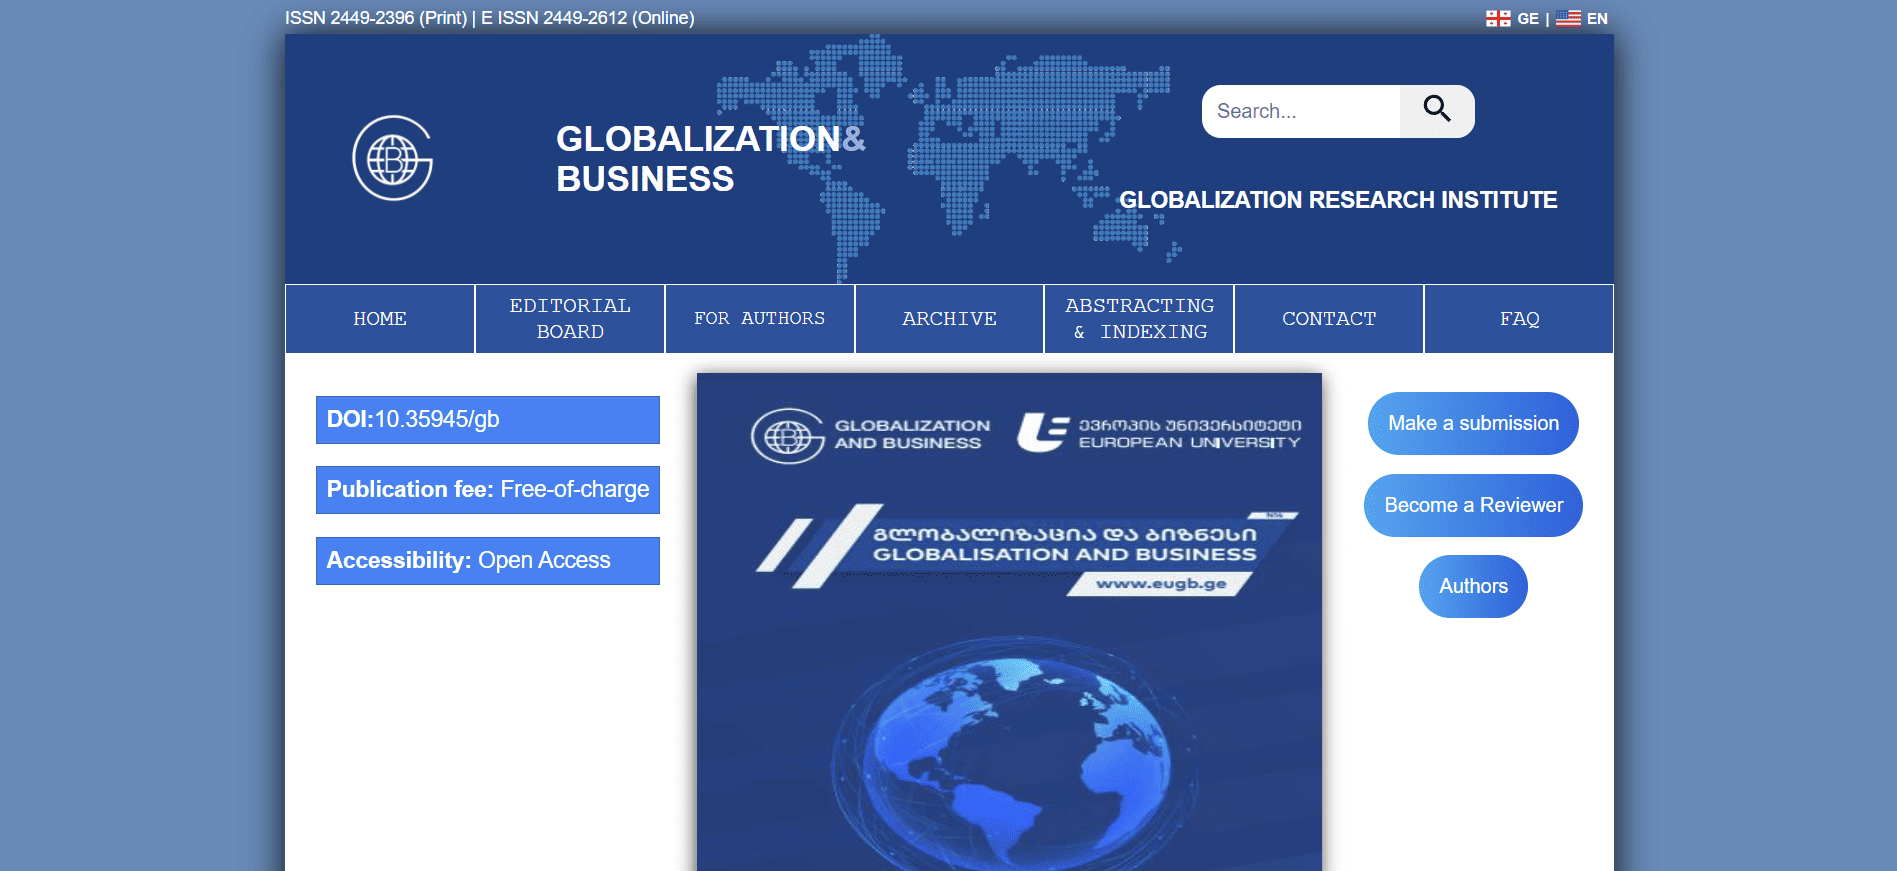 ISSN 2449-2396 (Print) | E ISSN 2449-2612 (Online)
GE | EN
GLOBALIZATION&
BUSINESS
Search...
GLOBALIZATION RESEARCH INSTITUTE
HOME
EDITORIAL
BOARD
FOR AUTHORS
ARCHIVE
ABSTRACTING
& INDEXING
CONTACT
FAQ
DOI:10.35945/gb
Publication fee: Free-of-charge
Accessibility: Open Access
GLOBALIZATION
AND BUSINESS
ევროპის უნივერსიტეტი
EUROPEAN UNIVERSITY
გლობალიზაცია და ბიზნესი
GLOBALISATION AND BUSINESS
www.eugb.ge
Make a submission
Become a Reviewer
Authors